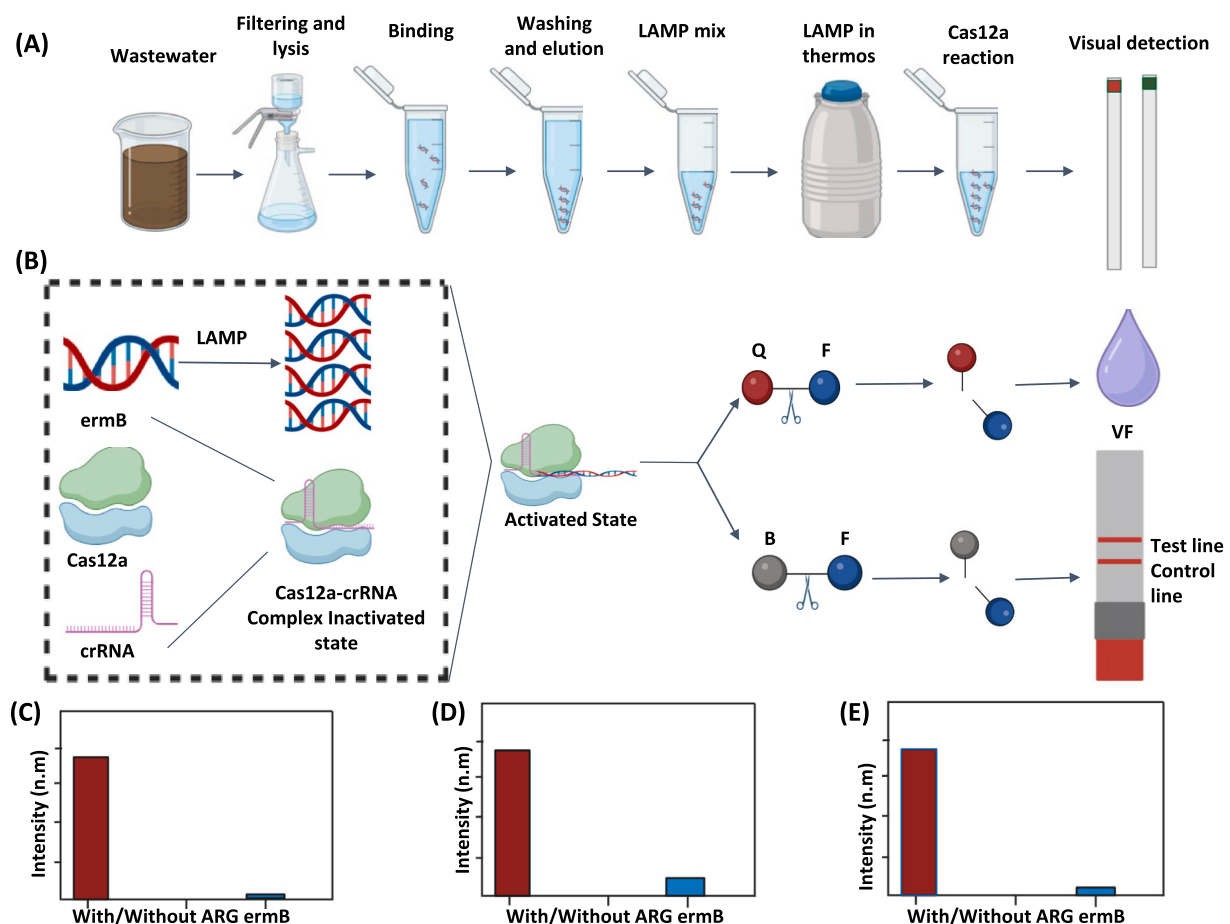 (A)
Wastewater
Filtering and
lysis
Binding
Washing
and elution
LAMP mix
LAMP in
thermos
Cas12a
reaction
Visual detection
(B)
LAMP
ermB
Cas12a
crRNA
Cas12a-crRNA
Complex Inactivated
state
Activated State
Q
F
B
F
VF
Test line
Control
line
(C)
Intensity (n.m)
With/Without ARG ermB
(D)
Intensity (n.m)
With/Without ARG ermB
(E)
Intensity (n.m)
With/Without ARG ermB